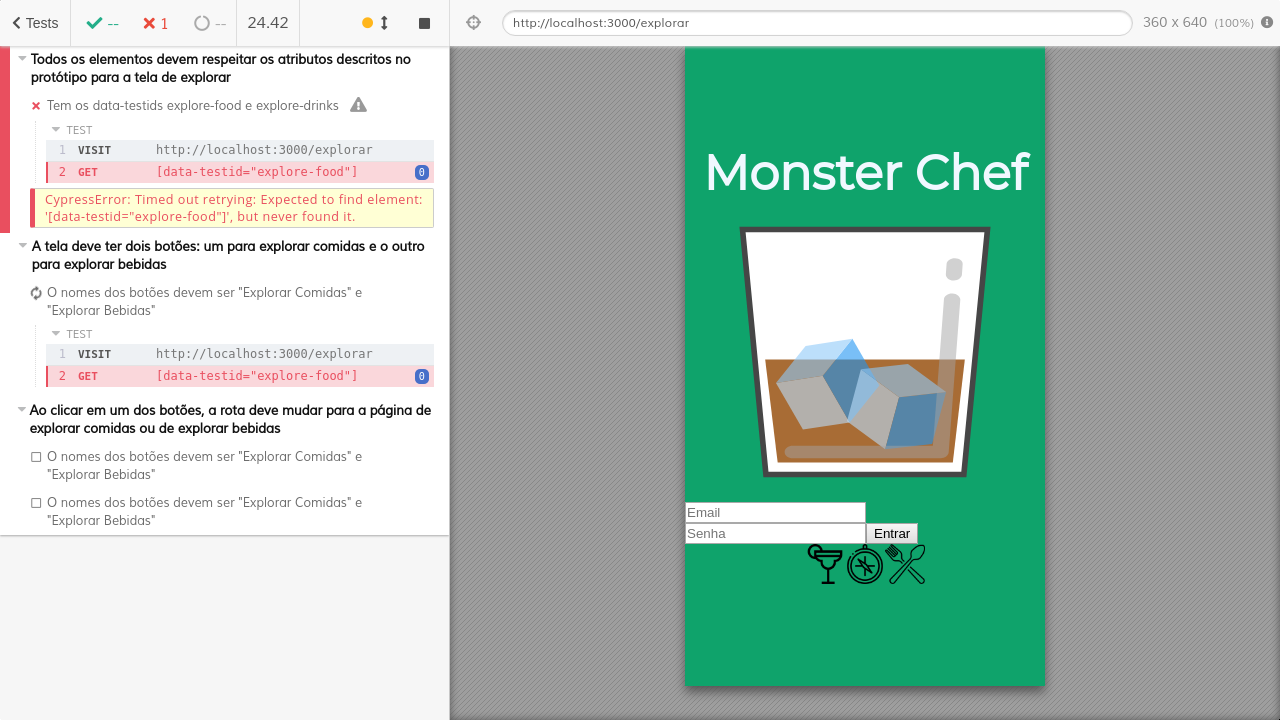 Tests
--
1
--
24.42
http://localhost:3000/explorar
360 x 640 (100%)
Todos os elementos devem respeitar os atributos descritos no
protótipo para a tela de explorar
Tem os data-testids explore-food e explore-drinks
TEST
1 VISIT http://localhost:3000/explorar
2 GET [data-testid="explore-food"] 0
CypressError: Timed out retrying: Expected to find element:
'[data-testid="explore-food"]', but never found it.
A tela deve ter dois botões: um para explorar comidas e o outro
para explorar bebidas
O nomes dos botões devem ser "Explorar Comidas" e
"Explorar Bebidas"
TEST
1 VISIT http://localhost:3000/explorar
2 GET [data-testid="explore-food"] 0
Ao clicar em um dos botões, a rota deve mudar para a página de
explorar comidas ou de explorar bebidas
O nomes dos botões devem ser "Explorar Comidas" e
"Explorar Bebidas"
O nomes dos botões devem ser "Explorar Comidas" e
"Explorar Bebidas"
Monster Chef
Email
Senha Entrar